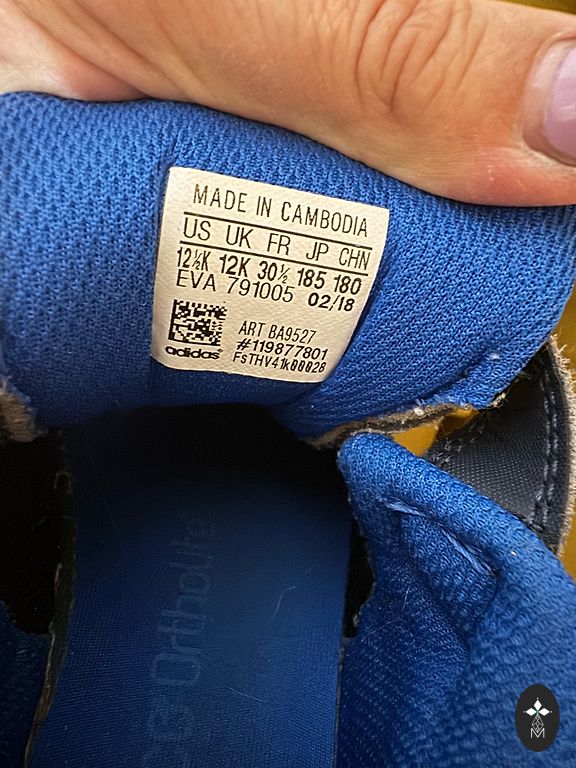 MADE IN CAMBODIA
US UK FR JP CHN
12½K 12K 30½ 185 180
EVA 791005 02/18
ART BA9527
#119877801
adidas FsTHV41k00028
Ortholite
M